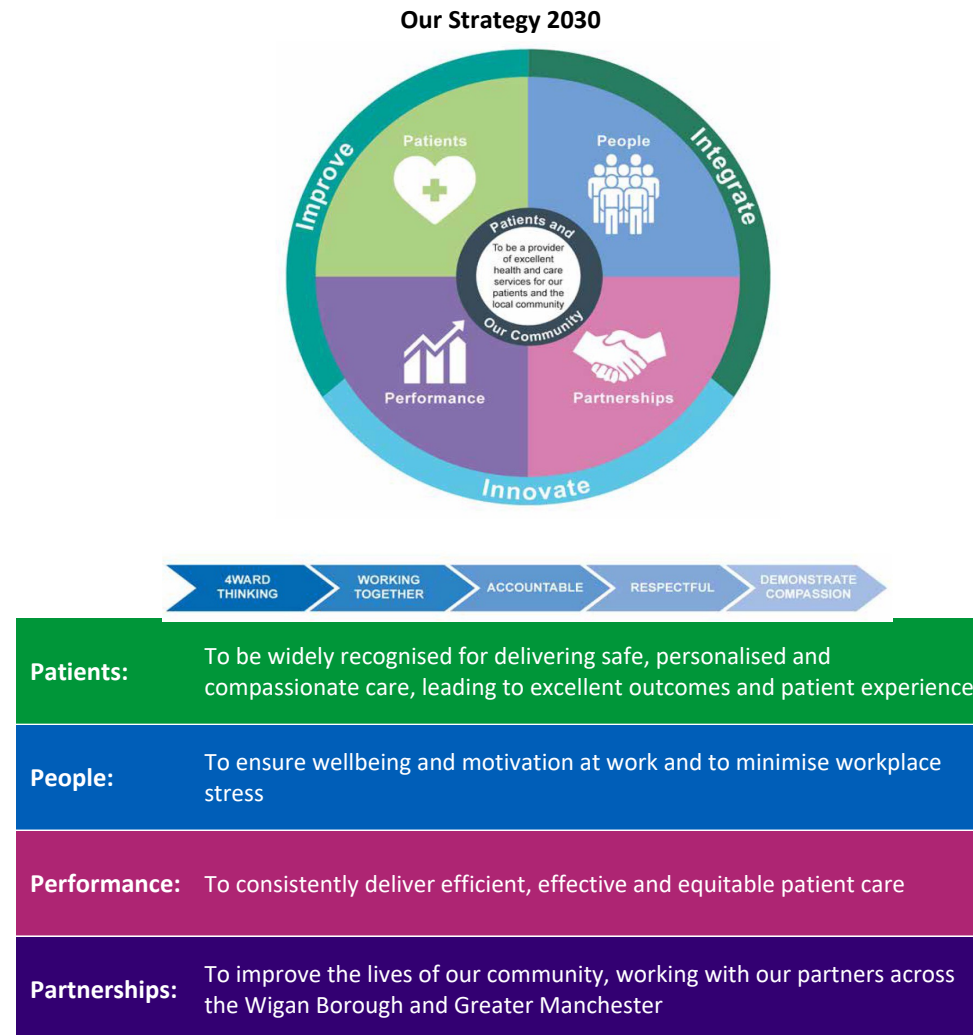 Our Strategy 2030
Improve
Integrate
Innovate
Patients
People
Performance
Partnerships
Patients and
To be a provider
of excellent
health and care
services for our
patients and the
local community
Our Community
4WARD
THINKING
WORKING
TOGETHER
ACCOUNTABLE
RESPECTFUL
DEMONSTRATE
COMPASSION
Patients:
To be widely recognised for delivering safe, personalised and
compassionate care, leading to excellent outcomes and patient experience
People:
To ensure wellbeing and motivation at work and to minimise workplace
stress
Performance:
To consistently deliver efficient, effective and equitable patient care
Partnerships:
To improve the lives of our community, working with our partners across
the Wigan Borough and Greater Manchester